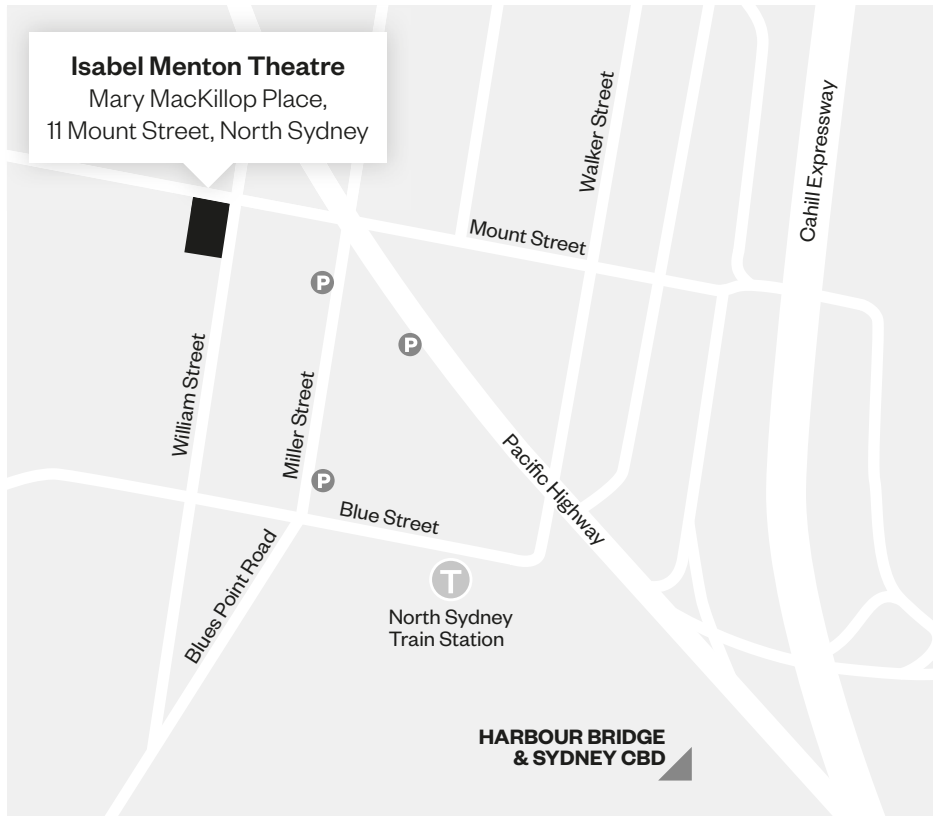 Isabel Menton Theatre
Mary MacKillop Place,
11 Mount Street, North Sydney
Walker Street
Cahill Expressway
Mount Street
P
P
William Street
Miller Street
Pacific Highway
P
Blue Street
Blues Point Road
T
North Sydney
Train Station
HARBOUR BRIDGE
& SYDNEY CBD